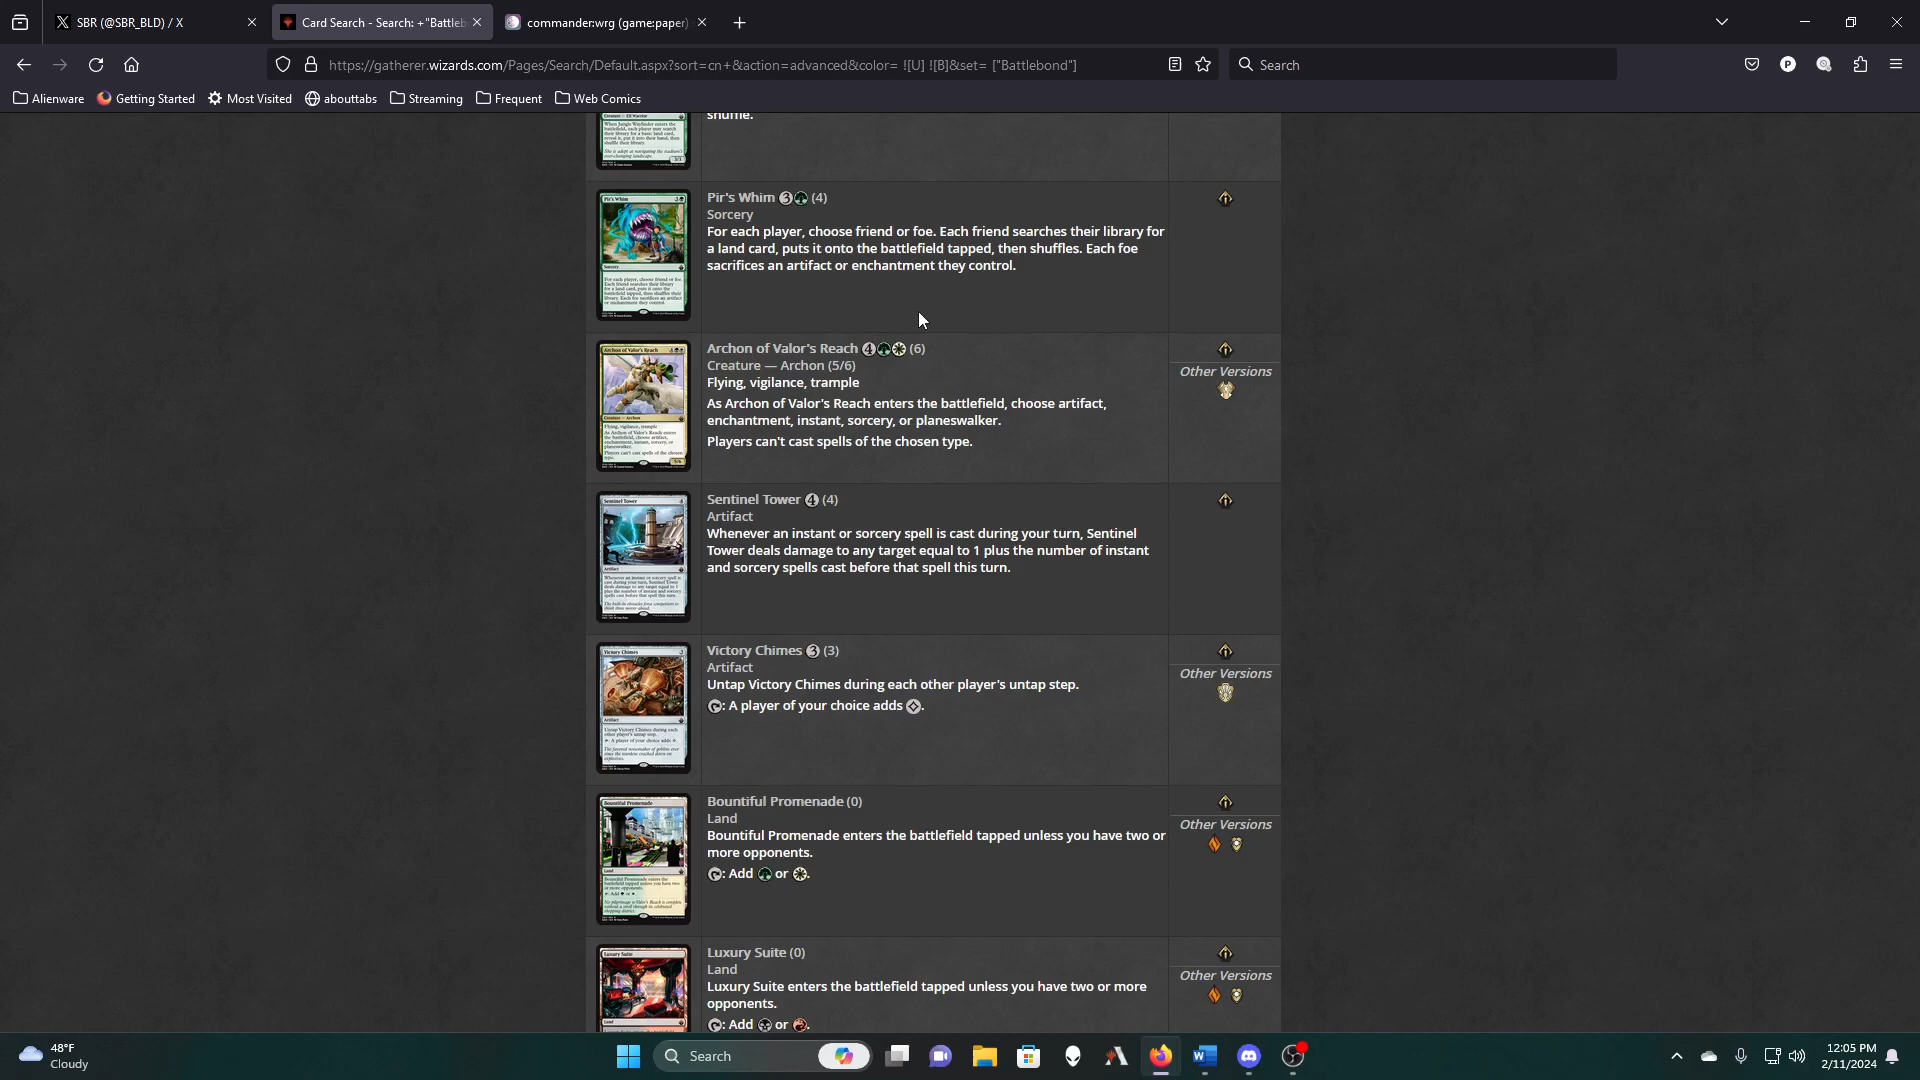 SBR (@SBR_BLD) / X
Card Search - Search: +"Battleb
commander:wrg (game:paper)
https://gatherer.wizards.com/Pages/Search/Default.aspx?sort=cn+&action=advanced&color= ![U] ![B]&set= ["Battlebond"]
Search
Alienware
Getting Started
Most Visited
abouttabs
Streaming
Frequent
Web Comics
shuffle.
Pir's Whim 3 (4)
Sorcery
For each player, choose friend or foe. Each friend searches their library for
a land card, puts it onto the battlefield tapped, then shuffles. Each foe
sacrifices an artifact or enchantment they control.
Archon of Valor's Reach 4 (6)
Creature — Archon (5/6)
Flying, vigilance, trample
As Archon of Valor's Reach enters the battlefield, choose artifact,
enchantment, instant, sorcery, or planeswalker.
Players can't cast spells of the chosen type.
Other Versions
Sentinel Tower 4 (4)
Artifact
Whenever an instant or sorcery spell is cast during your turn, Sentinel
Tower deals damage to any target equal to 1 plus the number of instant
and sorcery spells cast before that spell this turn.
Victory Chimes 3 (3)
Artifact
Untap Victory Chimes during each other player's untap step.
: A player of your choice adds .
Other Versions
Bountiful Promenade (0)
Land
Bountiful Promenade enters the battlefield tapped unless you have two or
more opponents.
: Add or .
Other Versions
Luxury Suite (0)
Land
Luxury Suite enters the battlefield tapped unless you have two or more
opponents.
: Add or .
Other Versions
48°F
Cloudy
Search
12:05 PM
2/11/2024